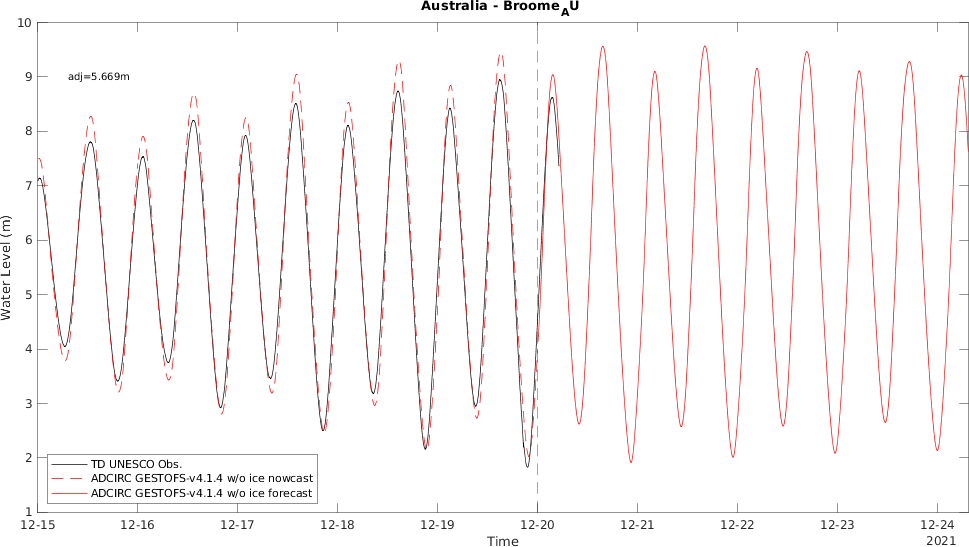 Australia - Broome_AU
adj=5.669m
Water Level (m)
10
9
8
7
6
5
4
3
2
1
TD UNESCO Obs.
ADCIRC GESTOFS-v4.1.4 w/o ice nowcast
ADCIRC GESTOFS-v4.1.4 w/o ice forecast
12-15 12-16 12-17 12-18 12-19 12-20 12-21 12-22 12-23 12-24
Time
2021